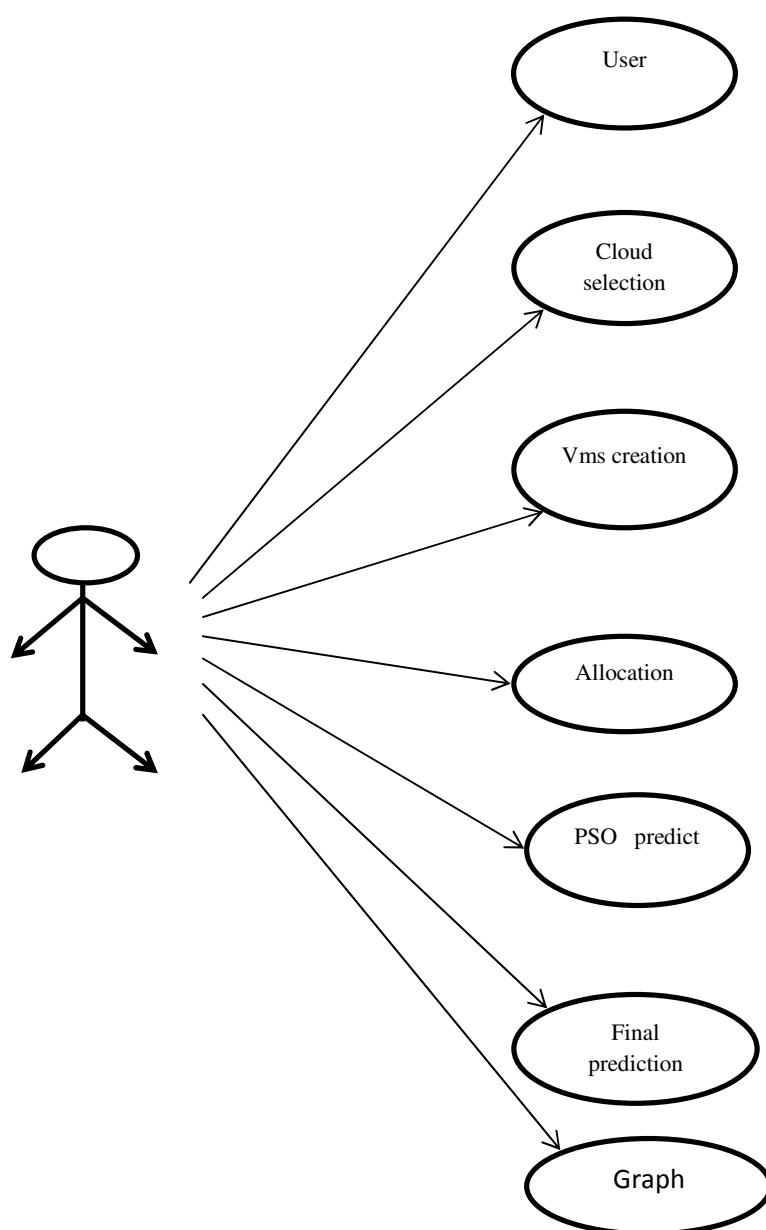 User
Cloud
selection
Vms creation
Allocation
PSO predict
Final
prediction
Graph